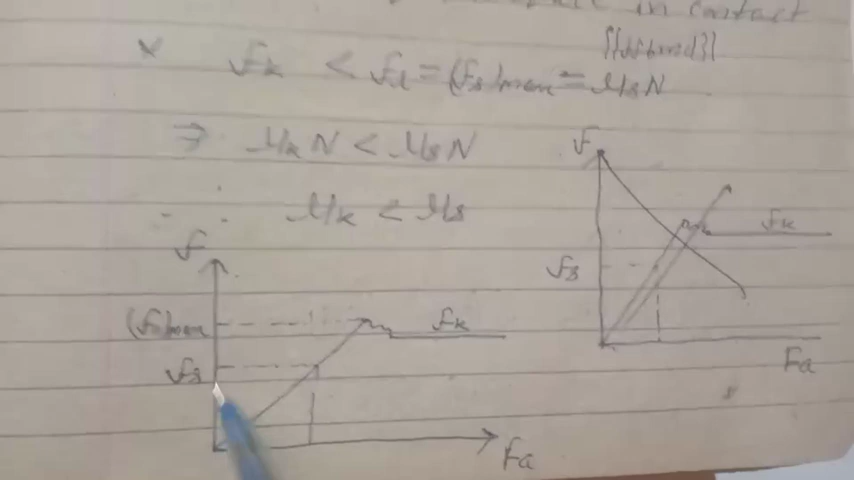 in contact
× fk < fl = (fs)max = μsN
⇒ μkN < μsN
∴ μk < μs
f
fk
fs
Fa
f
(fs)max
fk
fs
Fa